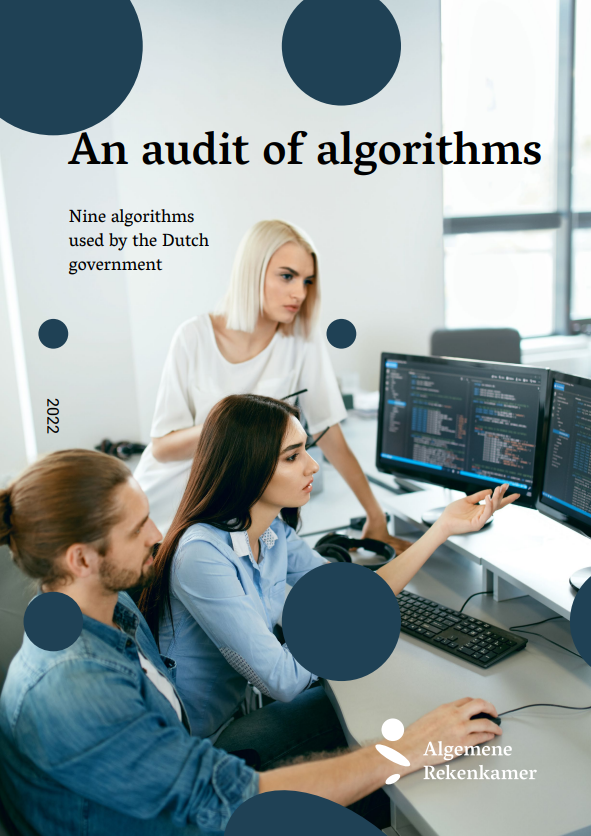 An audit of algorithms
Nine algorithms
used by the Dutch
government
2022
Algemene
Rekenkamer